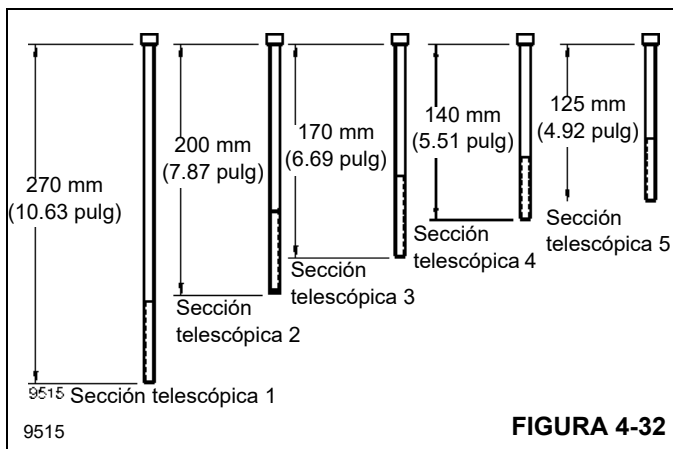 270 mm
(10.63 pulg)
200 mm
(7.87 pulg)
170 mm
(6.69 pulg)
140 mm
(5.51 pulg)
125 mm
(4.92 pulg)
Sección telescópica 1
Sección
telescópica 2
Sección
telescópica 3
Sección
telescópica 4
Sección
telescópica 5
9515
9515
FIGURA 4-32